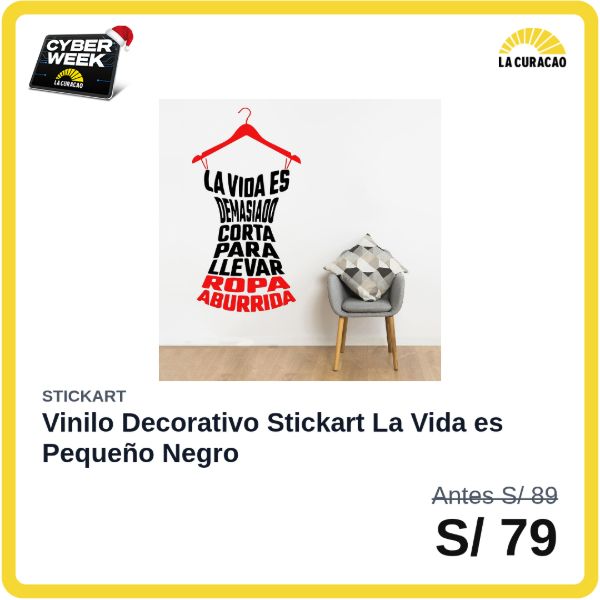 CYBER
WEEK
LA CURACAO
LA CURACAO
LA VIDA ES
DEMASIADO
CORTA
PARA
LLEVAR
ROPA
ABURRIDA
STICKART
Vinilo Decorativo Stickart La Vida es
Pequeño Negro
Antes S/ 89
S/ 79